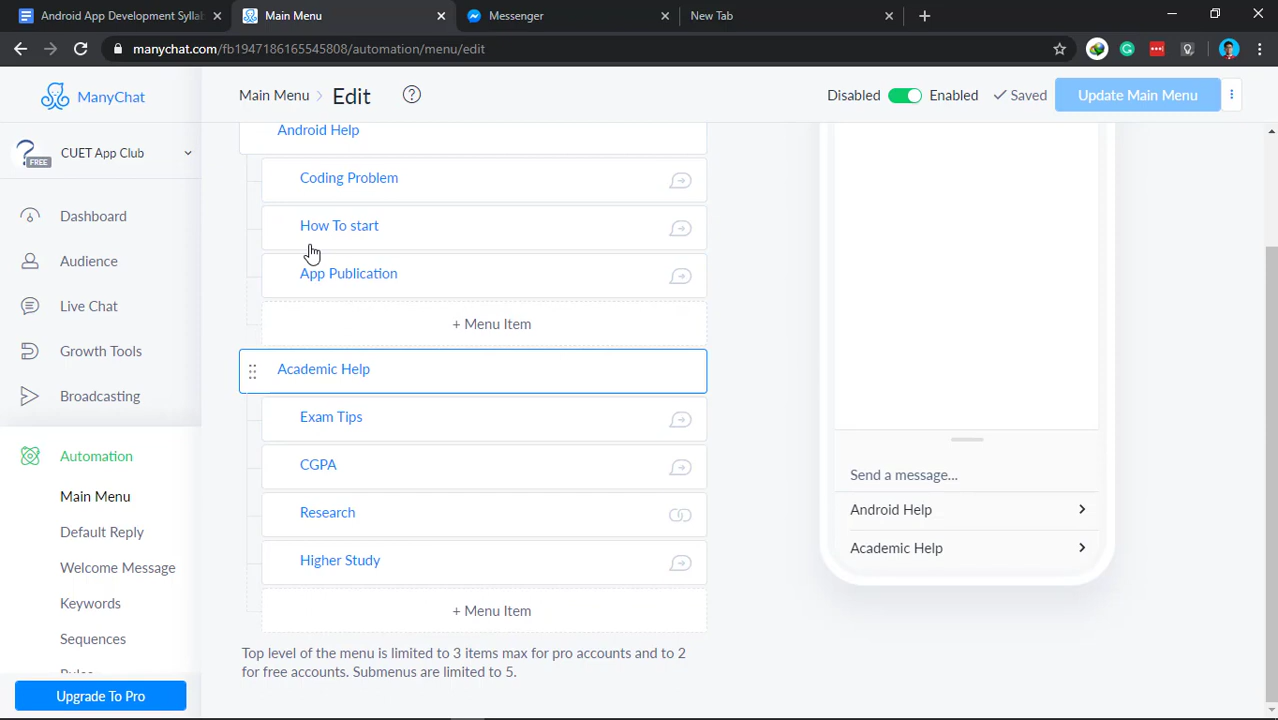 Android App Development Sylla
Main Menu
Messenger
New Tab
manychat.com/fb1947186165545808/automation/menu/edit
ManyChat
Main Menu
Edit
Disabled
Enabled
Saved
Update Main Menu
FREE
CUET App Club
Dashboard
Audience
Live Chat
Growth Tools
Broadcasting
Automation
Main Menu
Default Reply
Welcome Message
Keywords
Sequences
Rules
Upgrade To Pro
Android Help
Coding Problem
How To start
App Publication
+ Menu Item
Academic Help
Exam Tips
CGPA
Research
Higher Study
+ Menu Item
Top level of the menu is limited to 3 items max for pro accounts and to 2
for free accounts. Submenus are limited to 5.
Send a message...
Android Help
Academic Help